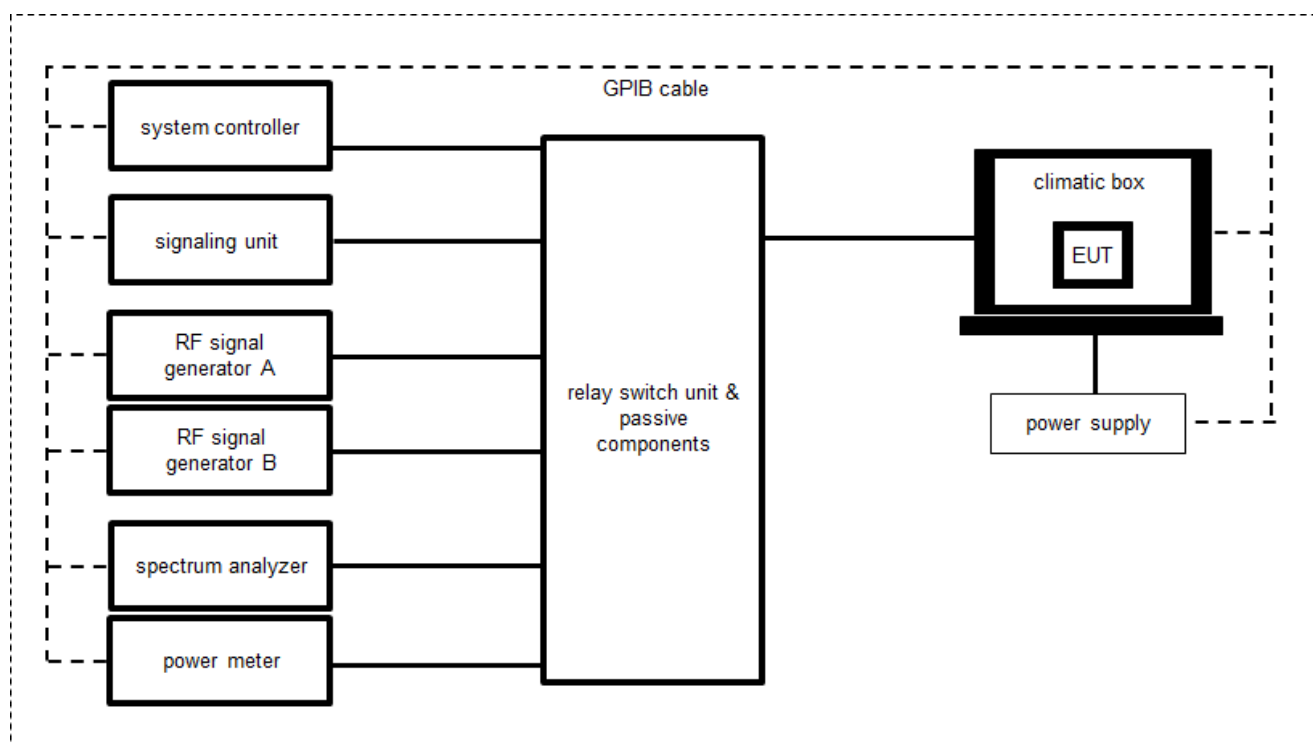 GPIB cable
system controller
climatic box
signaling unit
EUT
RF signal
generator A
relay switch unit &
passive
components
power supply
RF signal
generator B
spectrum analyzer
power meter